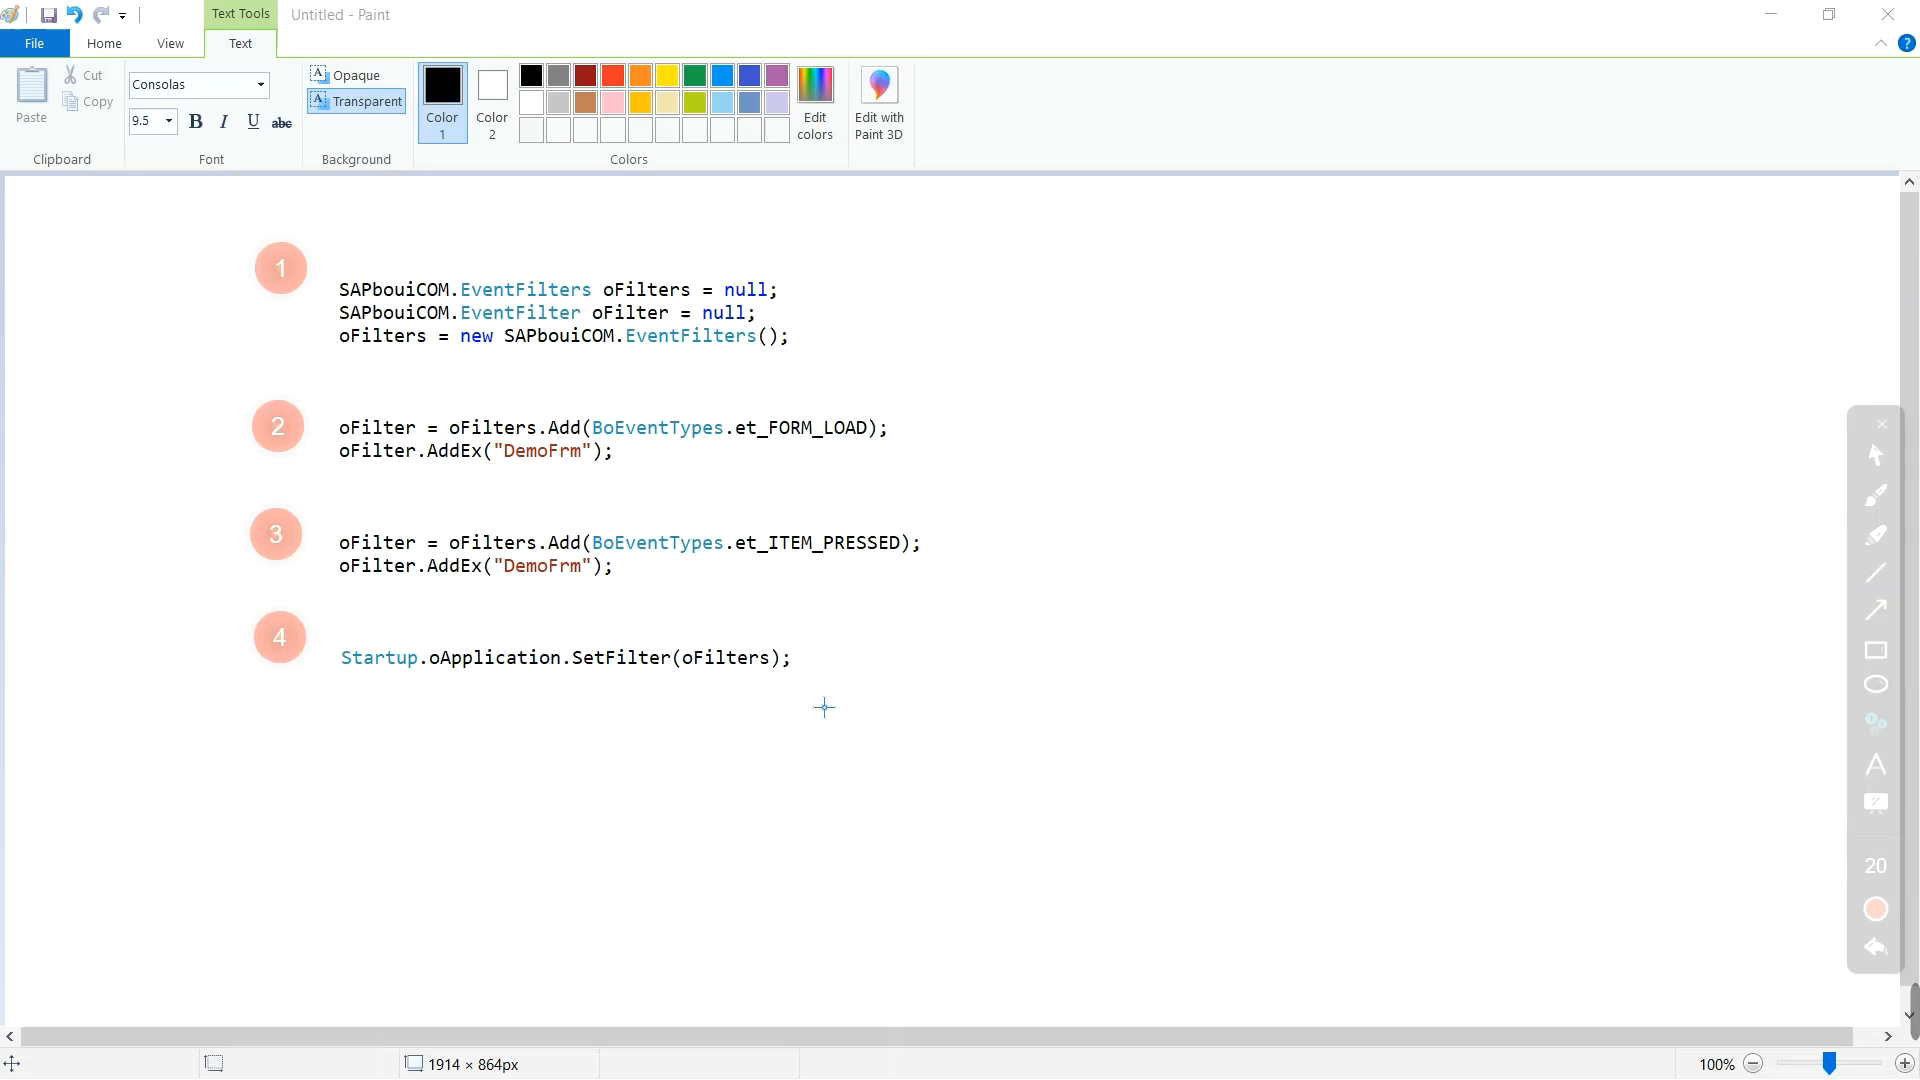 Text Tools
Untitled - Paint
File
Home
View
Text
Paste
Cut
Copy
Clipboard
Consolas
9.5
B
I
U
abc
Font
A Opaque
A Transparent
Background
Color 1
Color 2
Edit colors
Colors
Edit with Paint 3D
?
1
SAPbouiCOM.EventFilters oFilters = null;
SAPbouiCOM.EventFilter oFilter = null;
oFilters = new SAPbouiCOM.EventFilters();
2
oFilter = oFilters.Add(BoEventTypes.et_FORM_LOAD);
oFilter.AddEx("DemoFrm");
3
oFilter = oFilters.Add(BoEventTypes.et_ITEM_PRESSED);
oFilter.AddEx("DemoFrm");
4
Startup.oApplication.SetFilter(oFilters);
A
20
1914 × 864px
100%